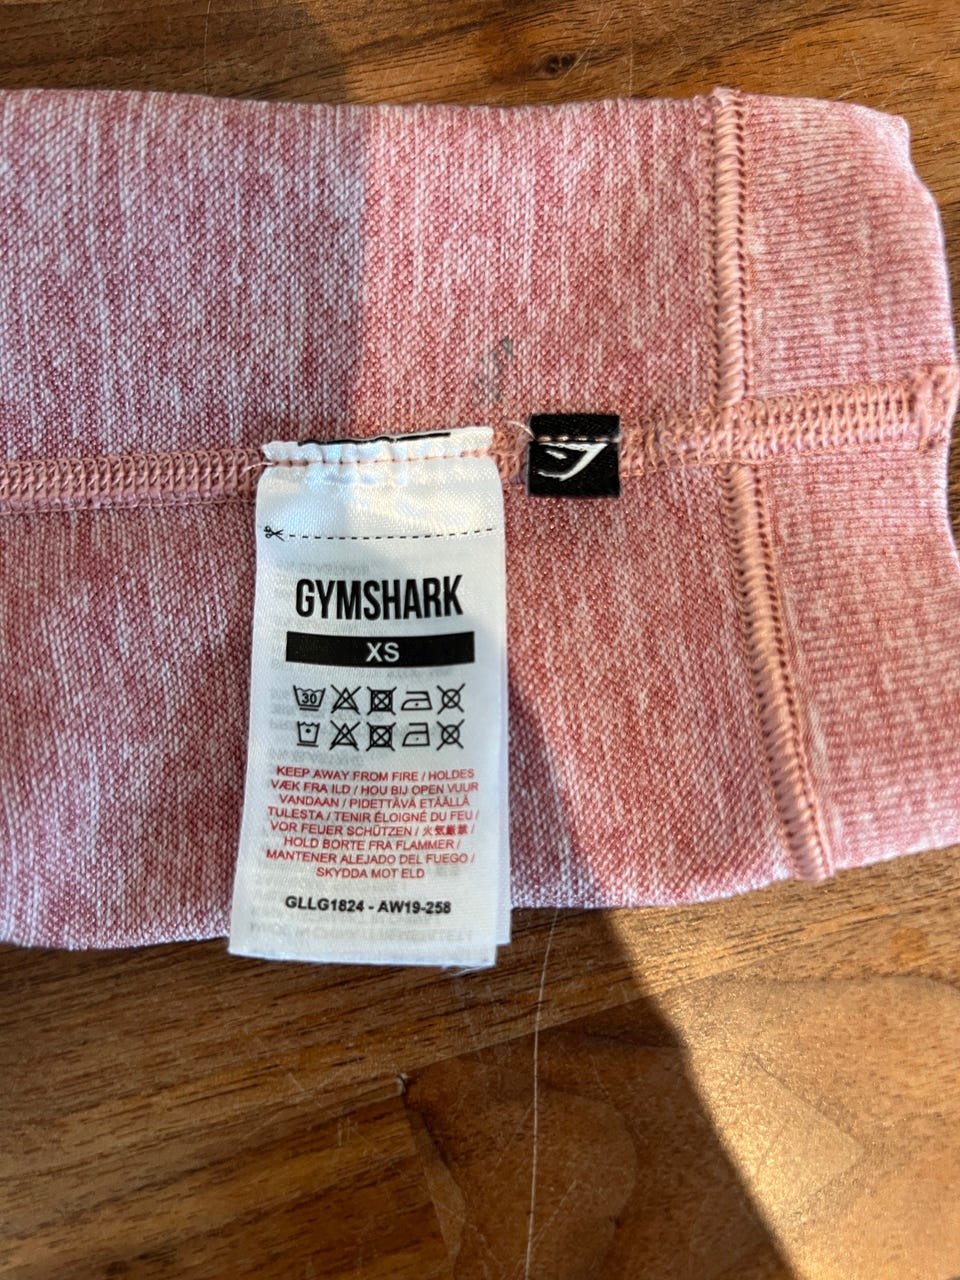 GYMSHARK
XS
30
KEEP AWAY FROM FIRE / HOLDES
VÆK FRA ILD / HOU BIJ OPEN VUUR
VANDAAN / PIDETTÄVÄ ETÄÄLLÄ
TULESTA / TENIR ÉLOIGNÉ DU FEU /
VOR FEUER SCHÜTZEN / 火気厳禁 /
HOLD BORTE FRA FLAMMER /
MANTENER ALEJADO DEL FUEGO /
SKYDDA MOT ELD
GLLG1824 - AW19-258